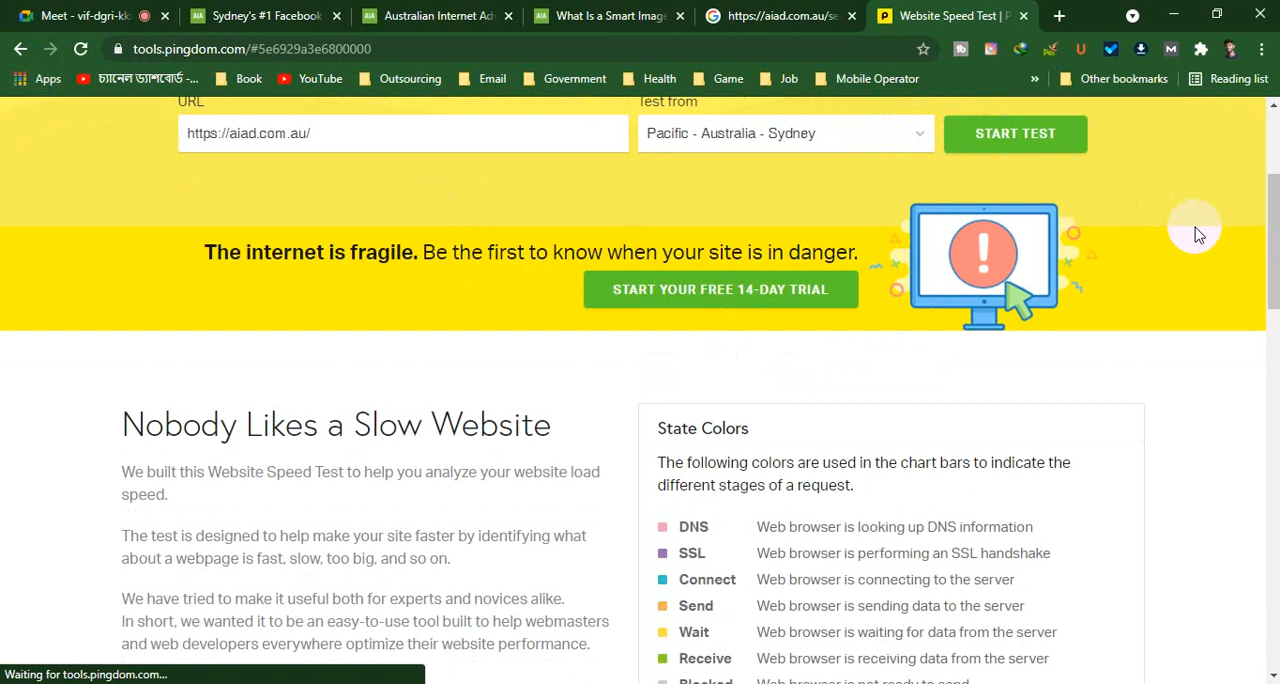 Meet - vif-dgri-kk
Sydney's #1 Facebook
Australian Internet Ad
What Is a Smart Image
https://aiad.com.au/se
Website Speed Test | P
tools.pingdom.com/#5e6929a3e6800000
Apps
চ্যানেল ড্যাশবোর্ড -...
Book
YouTube
Outsourcing
Email
Government
Health
Game
Job
Mobile Operator
»
Other bookmarks
Reading list
URL
Test from
https://aiad.com.au/
Pacific - Australia - Sydney
START TEST
The internet is fragile. Be the first to know when your site is in danger.
START YOUR FREE 14-DAY TRIAL
Nobody Likes a Slow Website
We built this Website Speed Test to help you analyze your website load
speed.
The test is designed to help make your site faster by identifying what
about a webpage is fast, slow, too big, and so on.
We have tried to make it useful both for experts and novices alike.
In short, we wanted it to be an easy-to-use tool built to help webmasters
and web developers everywhere optimize their website performance.
State Colors
The following colors are used in the chart bars to indicate the
different stages of a request.
DNS Web browser is looking up DNS information
SSL Web browser is performing an SSL handshake
Connect Web browser is connecting to the server
Send Web browser is sending data to the server
Wait Web browser is waiting for data from the server
Receive Web browser is receiving data from the server
Blocked Web browser is not ready to send
Waiting for tools.pingdom.com...